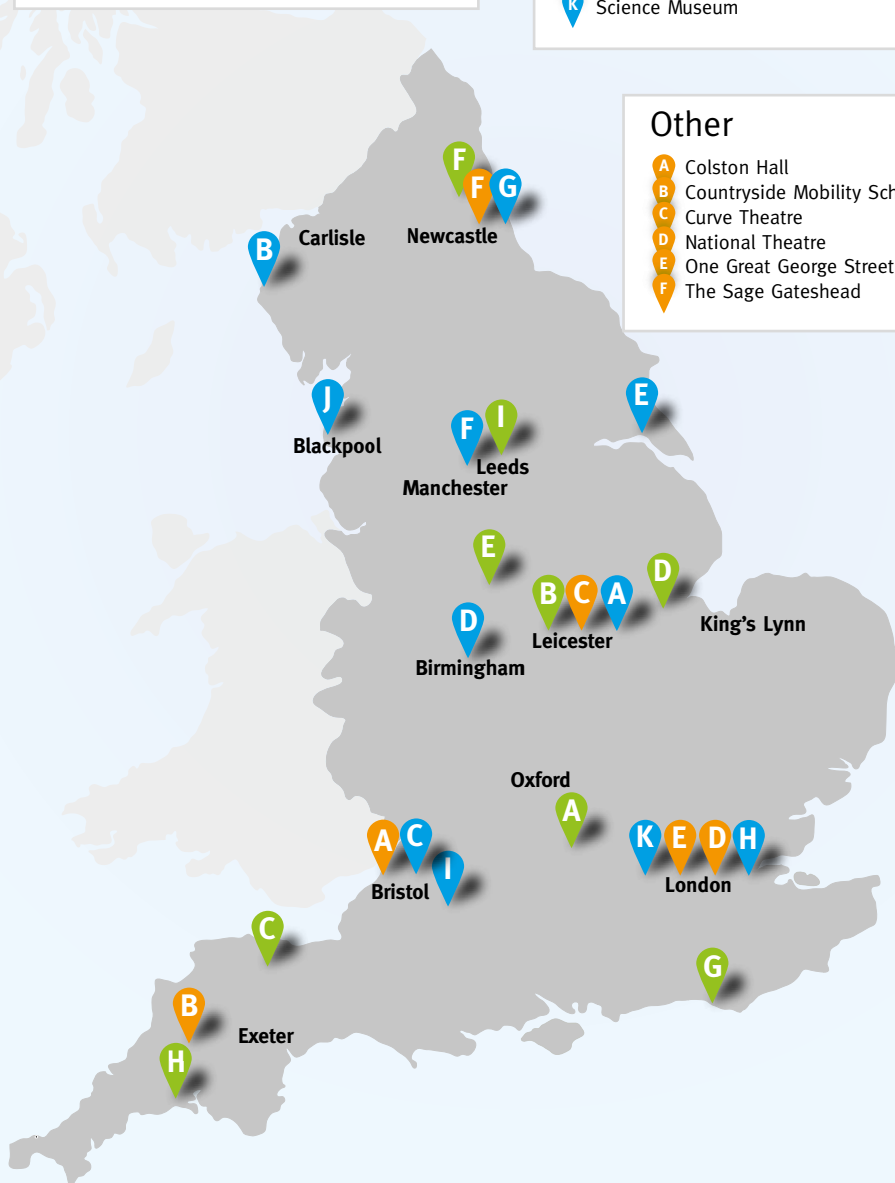 K Science Museum
Other
A Colston Hall
B Countryside Mobility Sch
C Curve Theatre
D National Theatre
E One Great George Street
F The Sage Gateshead
F
F G
Carlisle
Newcastle
B
J
E
Blackpool
F I
Leeds
Manchester
E
D
B C A
King's Lynn
D
Leicester
Birmingham
Oxford
A
A C
K E D H
I
Bristol
London
C
G
B
Exeter
H